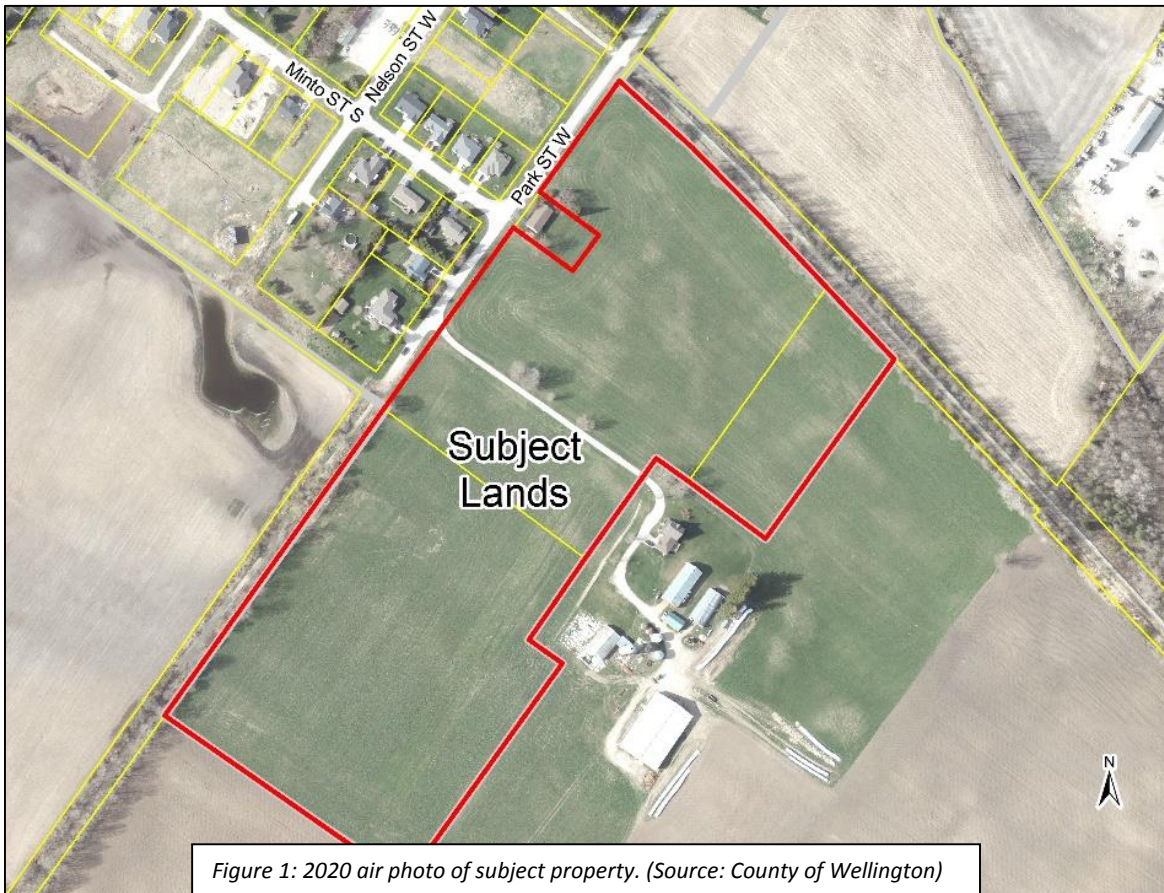 Nelson ST W
Minto ST S
Park ST W
Subject
Lands
N
Figure 1: 2020 air photo of subject property. (Source: County of Wellington)